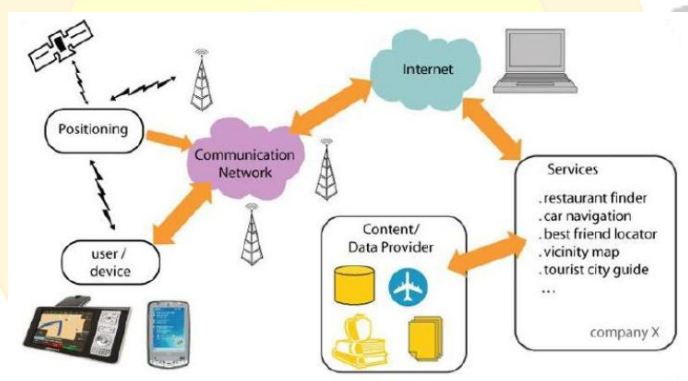 Positioning
Communication
Network
user /
device
Internet
Content/
Data Provider
Services
.restaurant finder
.car navigation
.best friend locator
.vicinity map
.tourist city guide
...
company X